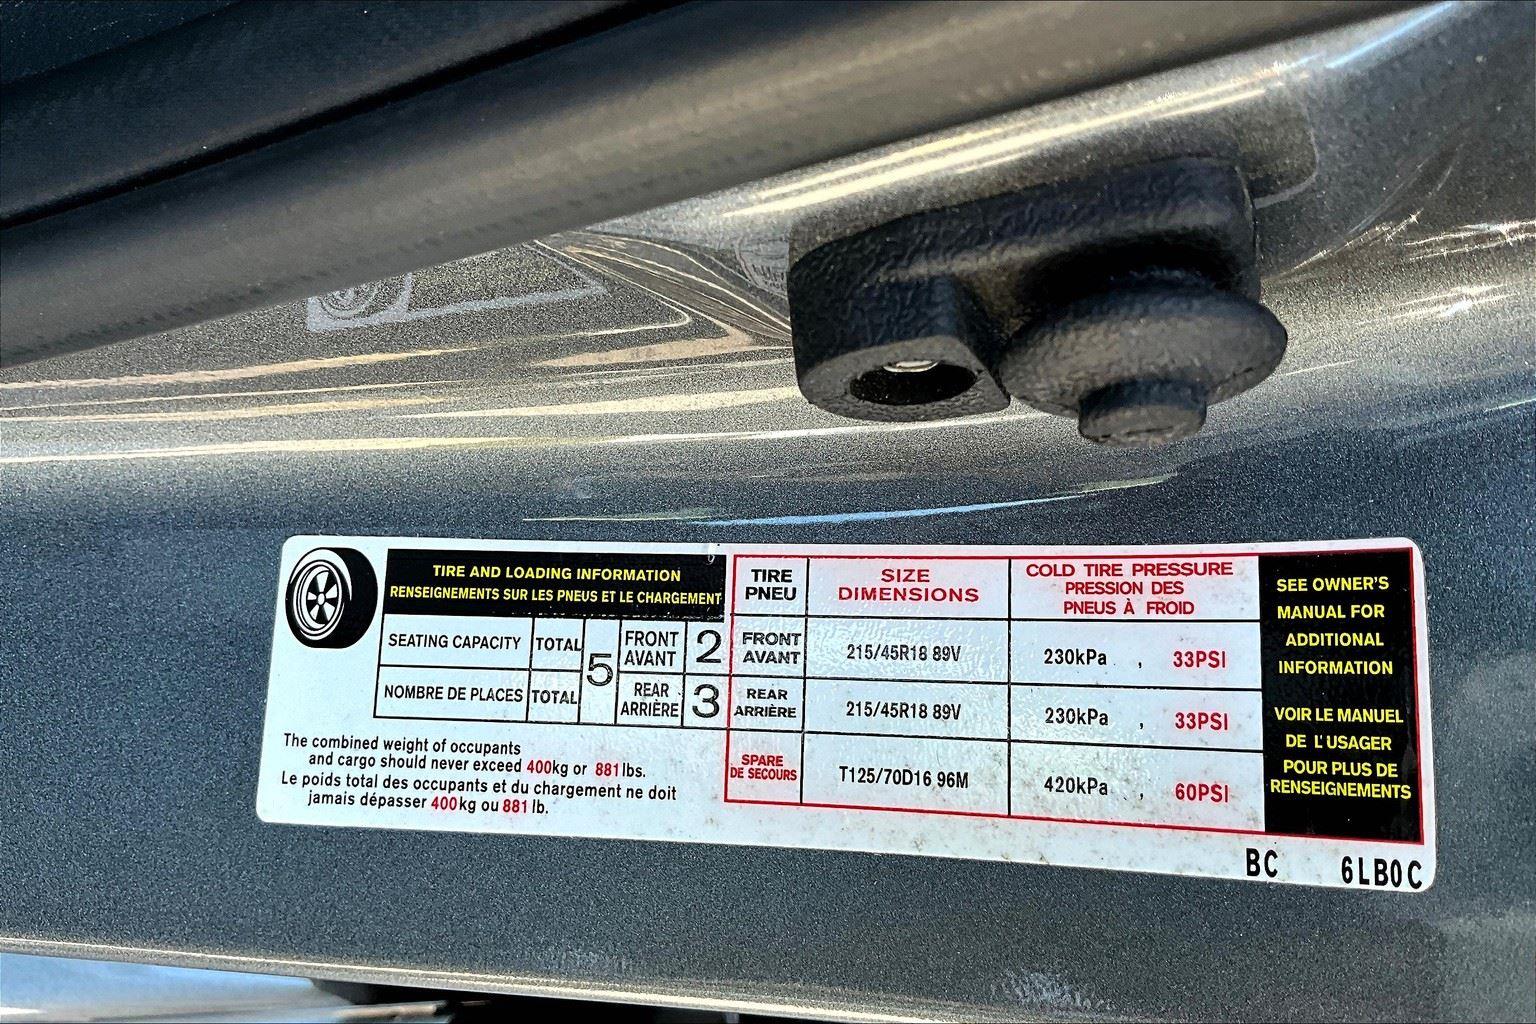 TIRE AND LOADING INFORMATION
RENSEIGNEMENTS SUR LES PNEUS ET LE CHARGEMENT
SEATING CAPACITY TOTAL 5 FRONT AVANT 2
NOMBRE DE PLACES TOTAL REAR ARRIÈRE 3
The combined weight of occupants
and cargo should never exceed 400kg or 881 lbs.
Le poids total des occupants et du chargement ne doit
jamais dépasser 400kg ou 881 lb.
TIRE PNEU SIZE DIMENSIONS COLD TIRE PRESSURE PRESSION DES PNEUS À FROID
FRONT AVANT 215/45R18 89V 230kPa , 33PSI
REAR ARRIÈRE 215/45R18 89V 230kPa , 33PSI
SPARE DE SECOURS T125/70D16 96M 420kPa , 60PSI
SEE OWNER'S
MANUAL FOR
ADDITIONAL
INFORMATION
VOIR LE MANUEL
DE L'USAGER
POUR PLUS DE
RENSEIGNEMENTS
BC 6LB0C